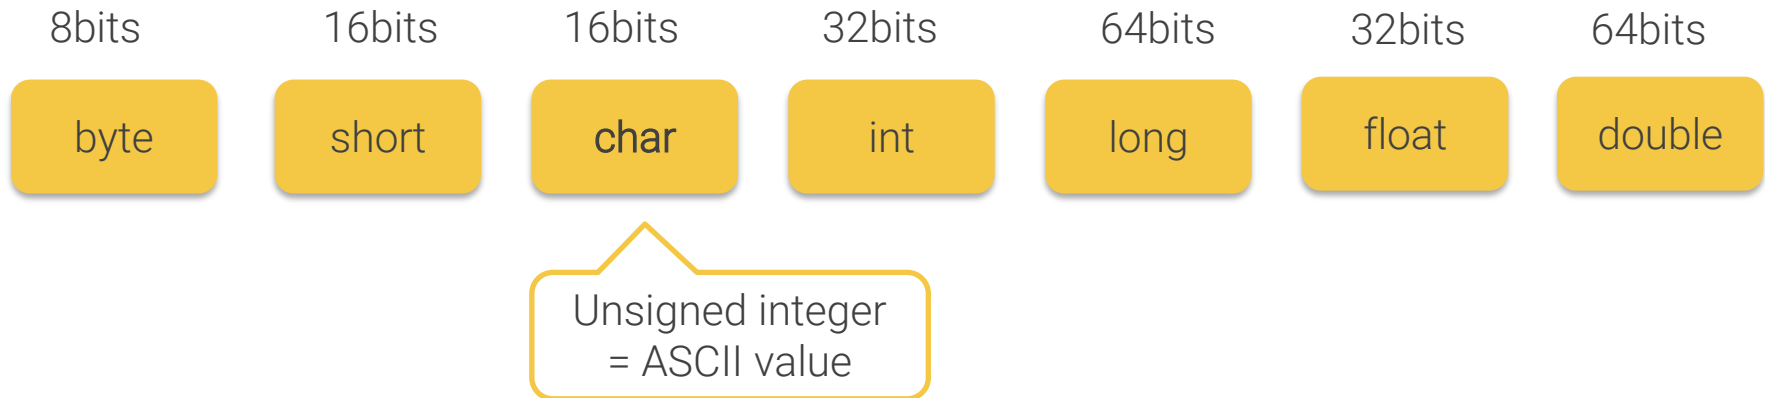 8bits 16bits 16bits 32bits 64bits 32bits 64bits
byte short char int long float double
Unsigned integer
= ASCII value